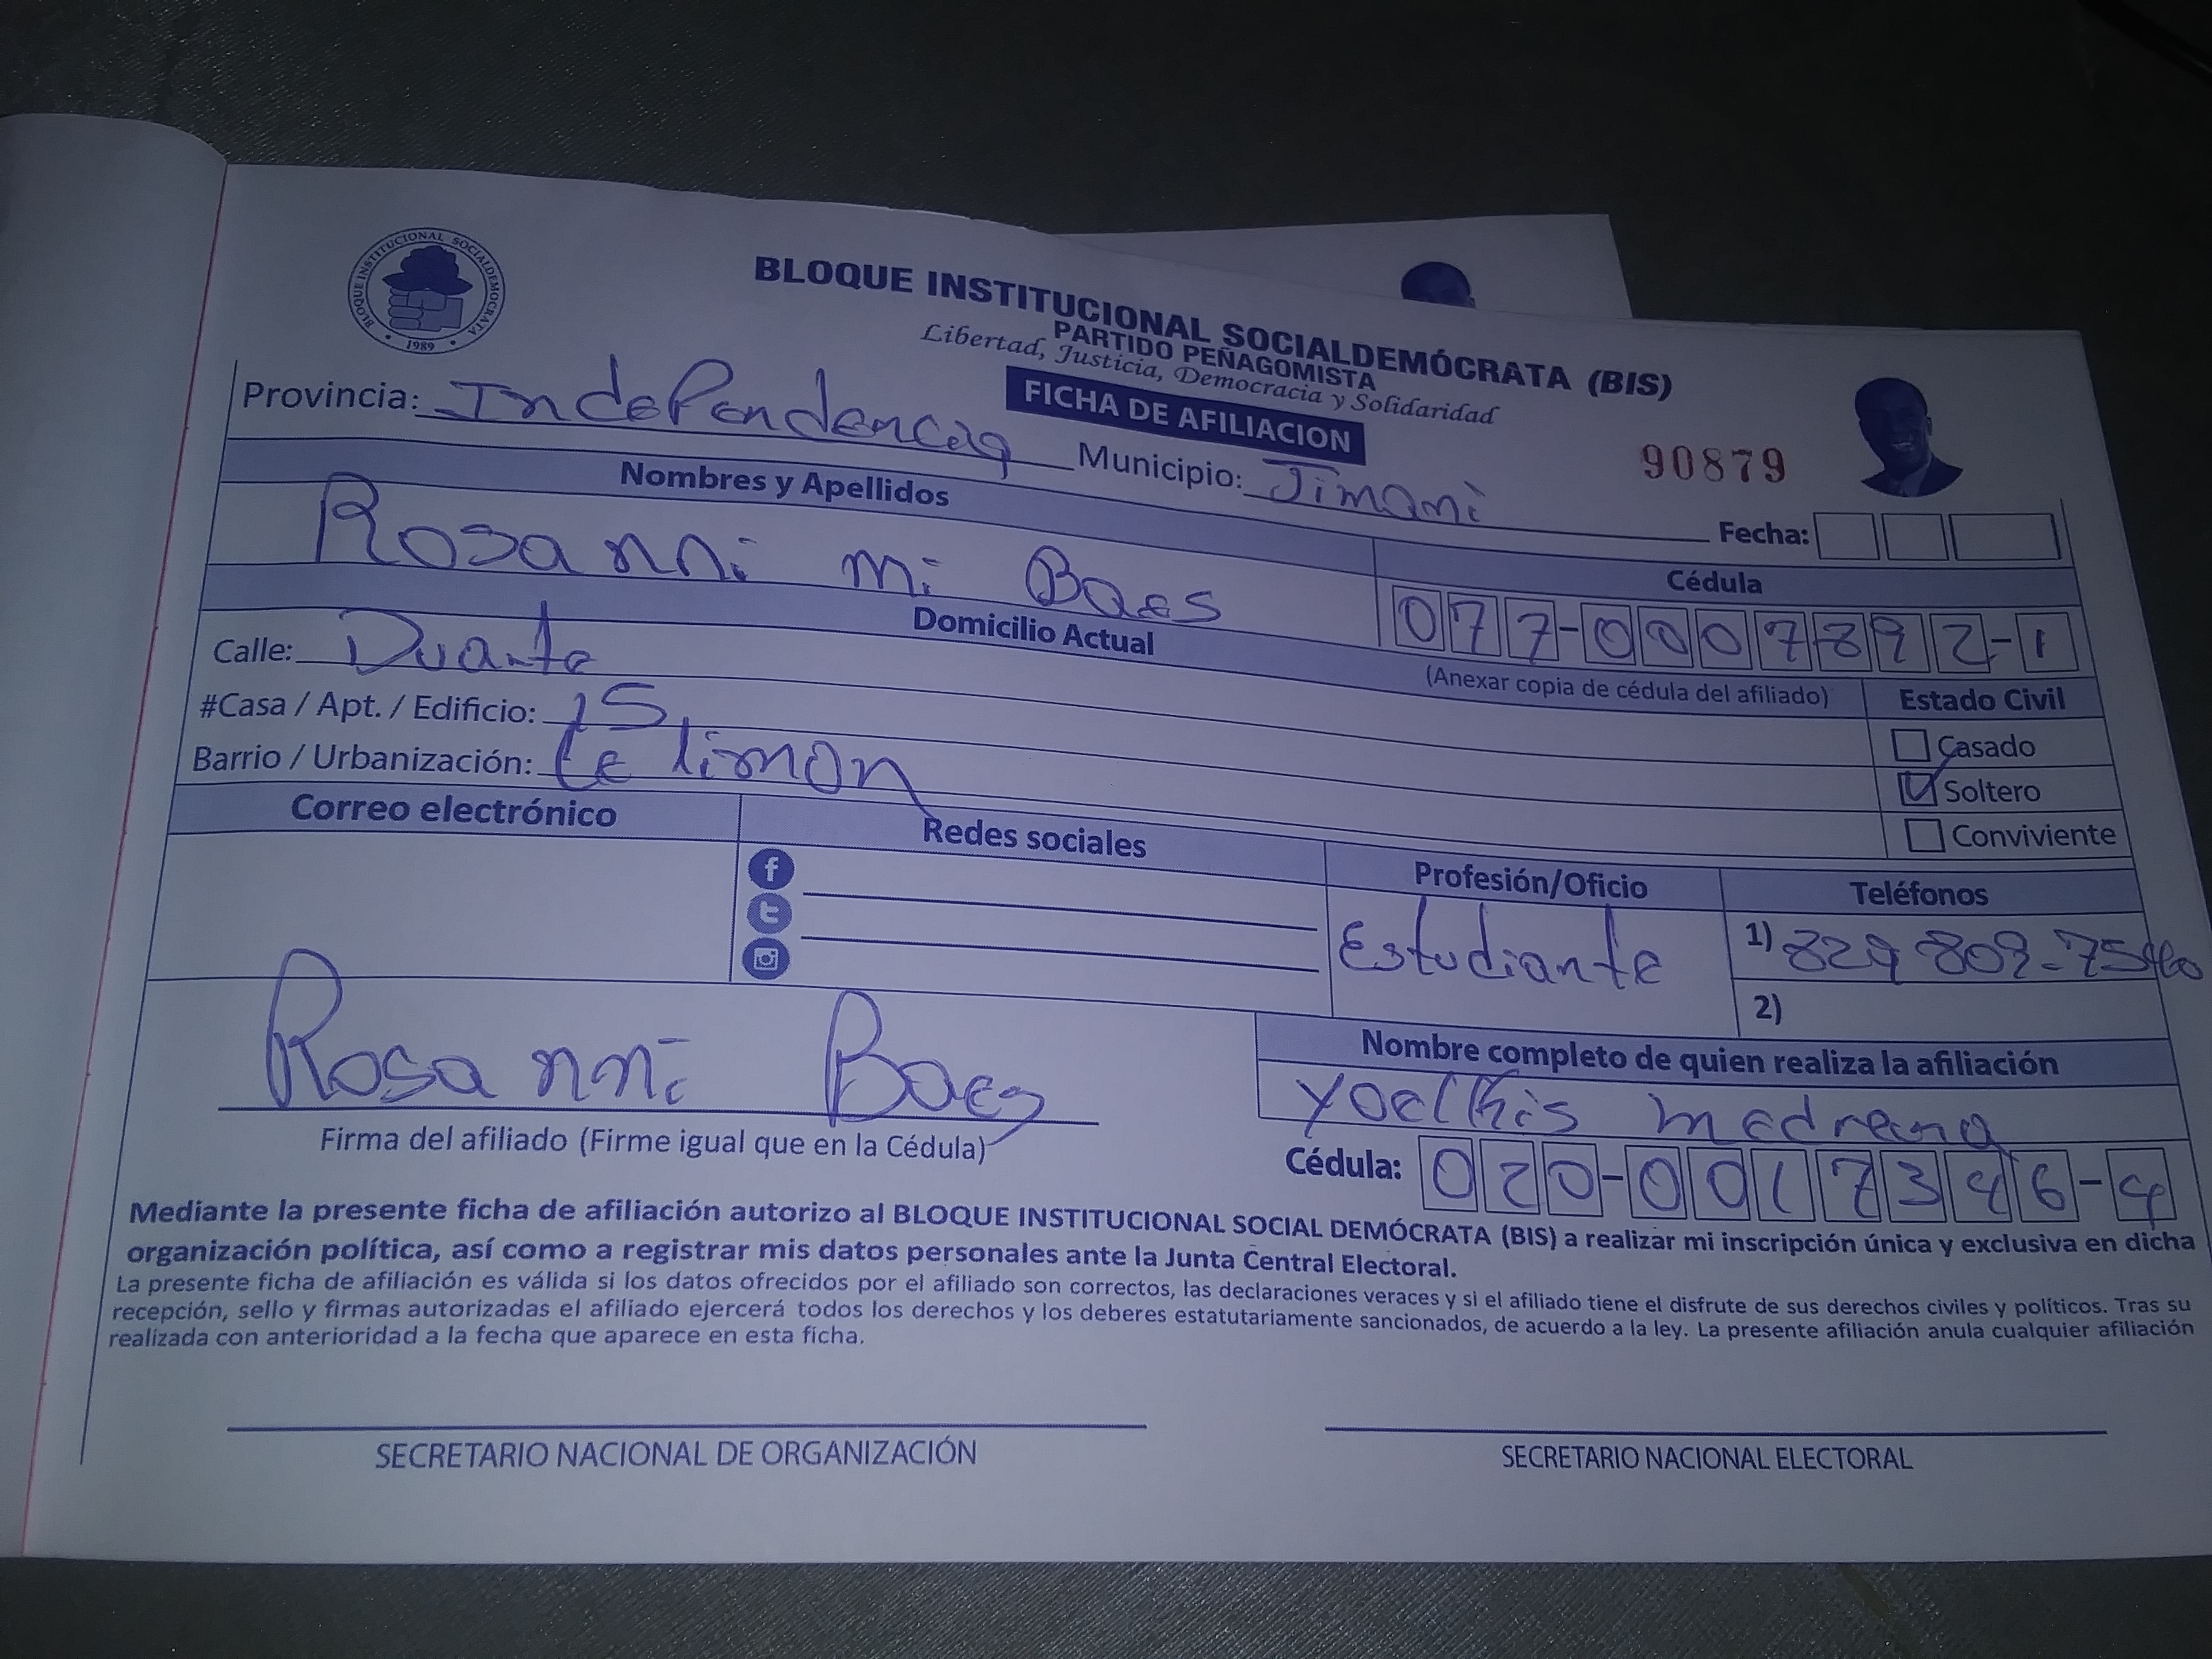 BLOQUE INSTITUCIONAL SOCIALDEMOCRATA
1989
BLOQUE INSTITUCIONAL SOCIALDEMÓCRATA (BIS)
PARTIDO PEÑAGOMISTA
Libertad, Justicia, Democracia y Solidaridad
FICHA DE AFILIACION
90879
Provincia: Independencia Municipio: Jimani Fecha:
Nombres y Apellidos
Rosanni mi Baes
Cédula
077-0007892-1
(Anexar copia de cédula del afiliado)
Domicilio Actual
Calle: Duante
#Casa / Apt. / Edificio: 15
Barrio / Urbanización: Le limon
Estado Civil
Casado
Soltero
Conviviente
Correo electrónico
Redes sociales
Profesión/Oficio
Estudiante
Teléfonos
1) 829 802-75
2)
Rosanni Baes
Firma del afiliado (Firme igual que en la Cédula)
Nombre completo de quien realiza la afiliación
Yoelkis medrano
Cédula: 020-0017346-4
Mediante la presente ficha de afiliación autorizo al BLOQUE INSTITUCIONAL SOCIAL DEMÓCRATA (BIS) a realizar mi inscripción única y exclusiva en dicha
organización política, así como a registrar mis datos personales ante la Junta Central Electoral.
La presente ficha de afiliación es válida si los datos ofrecidos por el afiliado son correctos, las declaraciones veraces y si el afiliado tiene el disfrute de sus derechos civiles y políticos. Tras su
recepción, sello y firmas autorizadas el afiliado ejercerá todos los derechos y los deberes estatutariamente sancionados, de acuerdo a la ley. La presente afiliación anula cualquier afiliación
realizada con anterioridad a la fecha que aparece en esta ficha.
SECRETARIO NACIONAL DE ORGANIZACIÓN
SECRETARIO NACIONAL ELECTORAL